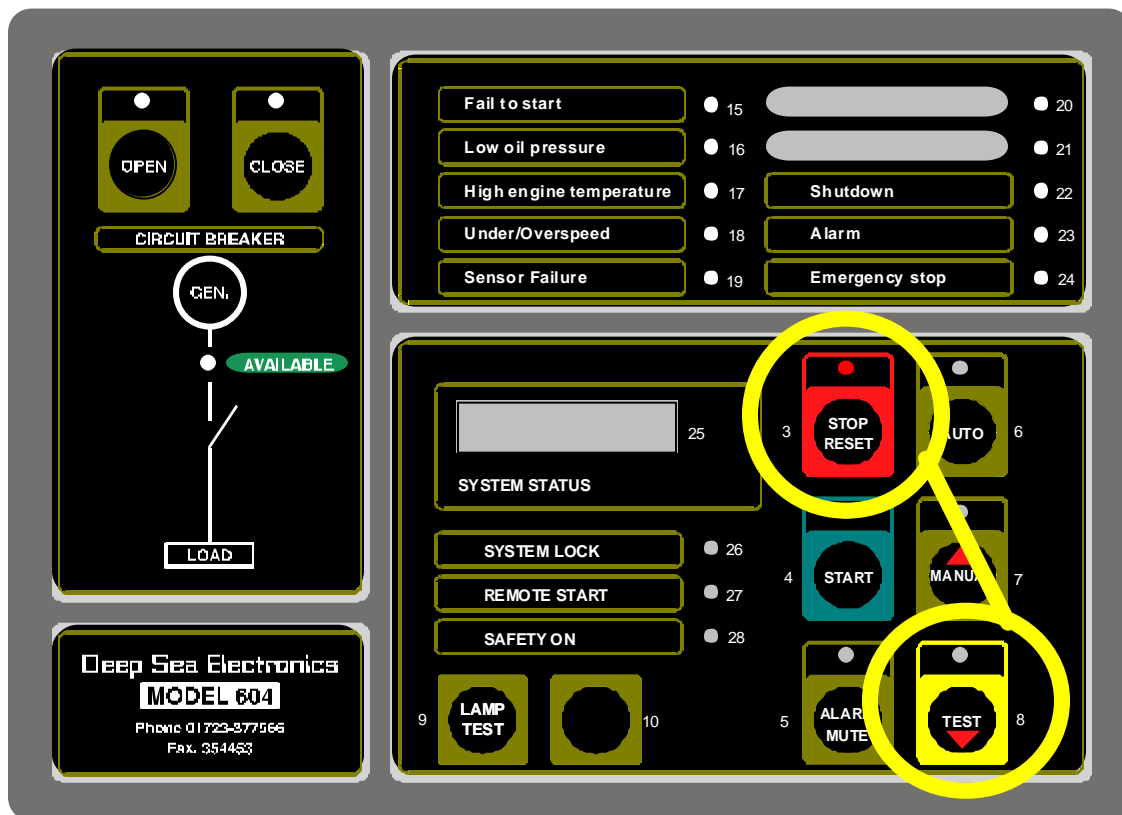 OPEN
CLOSE
CIRCUIT BREAKER
GEN.
AVAILABLE
LOAD
Deep Sea Electronics
MODEL 604
Phone 01723-377566
Fax. 354453
Fail to start 15
Low oil pressure 16
High engine temperature 17
Under/Overspeed 18
Sensor Failure 19
20
21
Shutdown 22
Alarm 23
Emergency stop 24
25
SYSTEM STATUS
SYSTEM LOCK 26
REMOTE START 27
SAFETY ON 28
9 LAMP
TEST
10
3 STOP
RESET
AUTO 6
4 START
MANUA 7
5 ALAR
MUTE
TEST 8